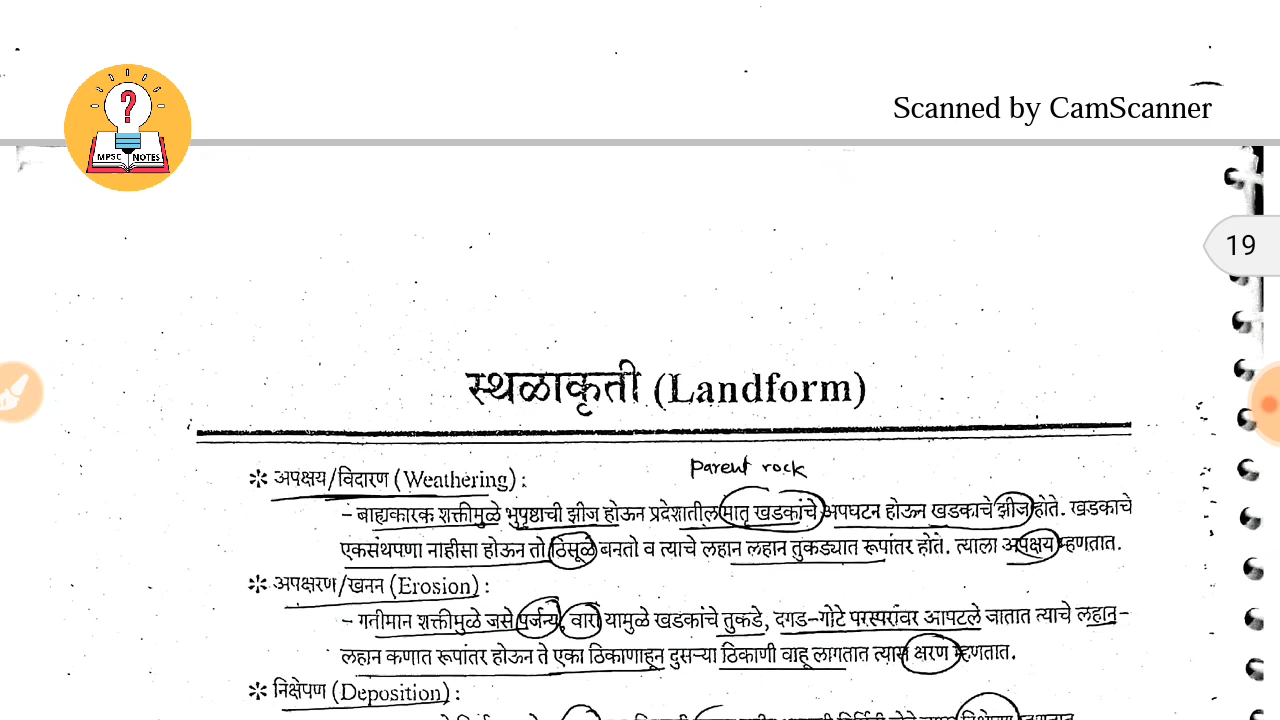 Scanned by CamScanner
?
MPSC NOTES
19
स्थळाकृती (Landform)
Parent rock
* अपक्षय/विदारण (Weathering) :
– बाह्यकारक शक्तीमुळे भुपृष्ठाची झीज होऊन प्रदेशातील मातृ खडकांचे अपघटन होऊन खडकाचे झीज होते. खडकाचे
एकसंथपणा नाहीसा होऊन तो ठिसूळ बनतो व त्याचे लहान लहान तुकड्यात रूपांतर होते. त्याला अपक्षय म्हणतात.
* अपक्षरण/खनन (Erosion) :
– गतीमान शक्तीमुळे जसे पर्जन्य, वारा यामुळे खडकांचे तुकडे, दगड-गोटे परस्परांवर आपटले जातात त्याचे लहान-
लहान कणात रूपांतर होऊन ते एका ठिकाणाहून दुसऱ्या ठिकाणी वाहू लागतात त्यास क्षरण म्हणतात.
* निक्षेपण (Deposition) :